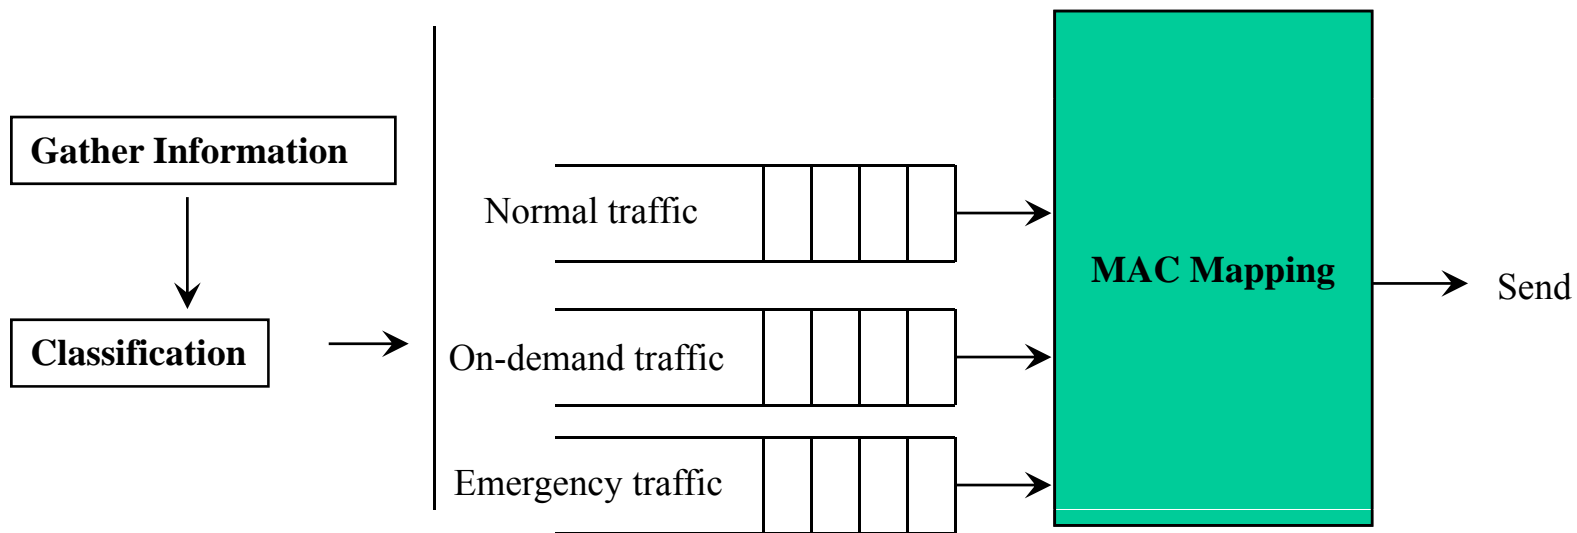 Gather Information
Classification
Normal traffic
On-demand traffic
Emergency traffic
MAC Mapping
Send